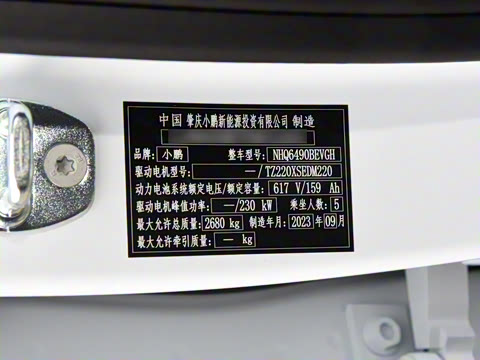 中国 肇庆小鹏新能源投资有限公司 制造
品牌: 小鹏 整车型号: NHQ6490BEVGH
驱动电机型号: —/TZ220XSEDM220
动力电池系统额定电压/额定容量: 617 V/159 Ah
驱动电机峰值功率: —/230 kW 乘坐人数: 5
最大允许总质量: 2680 kg 制造年月: 2023年09月
最大允许牵引质量: — kg